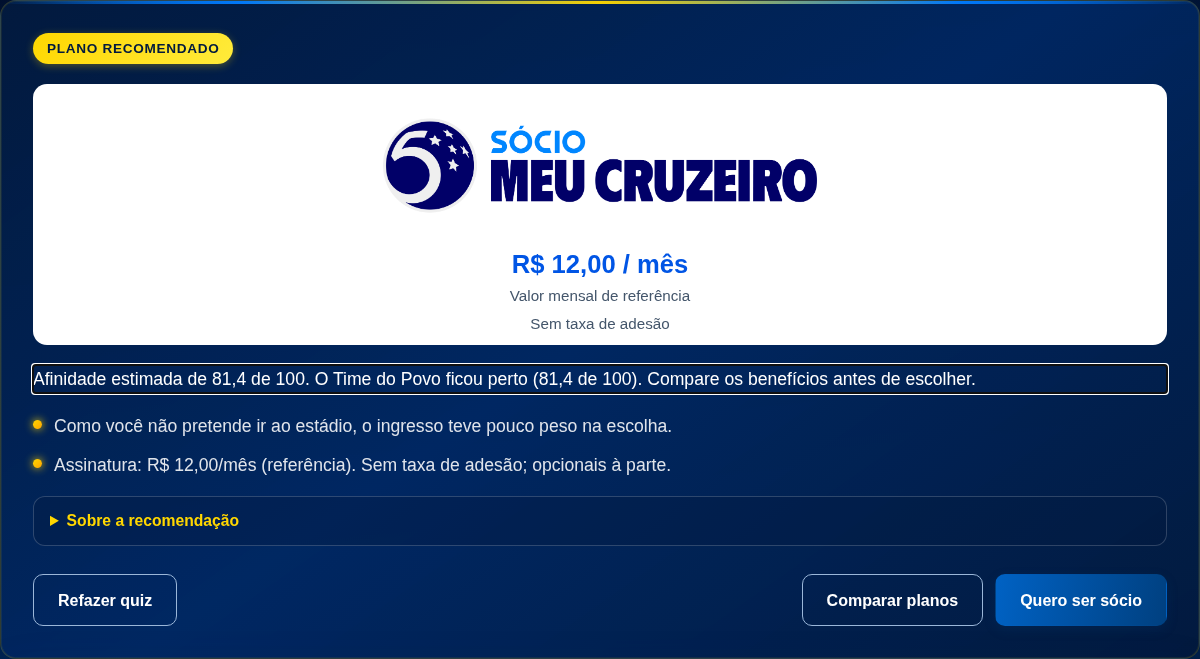 PLANO RECOMENDADO
5
SÓCIO
MEU CRUZEIRO
R$ 12,00 / mês
Valor mensal de referência
Sem taxa de adesão
Afinidade estimada de 81,4 de 100. O Time do Povo ficou perto (81,4 de 100). Compare os benefícios antes de escolher.
Como você não pretende ir ao estádio, o ingresso teve pouco peso na escolha.
Assinatura: R$ 12,00/mês (referência). Sem taxa de adesão; opcionais à parte.
Sobre a recomendação
Refazer quiz
Comparar planos
Quero ser sócio